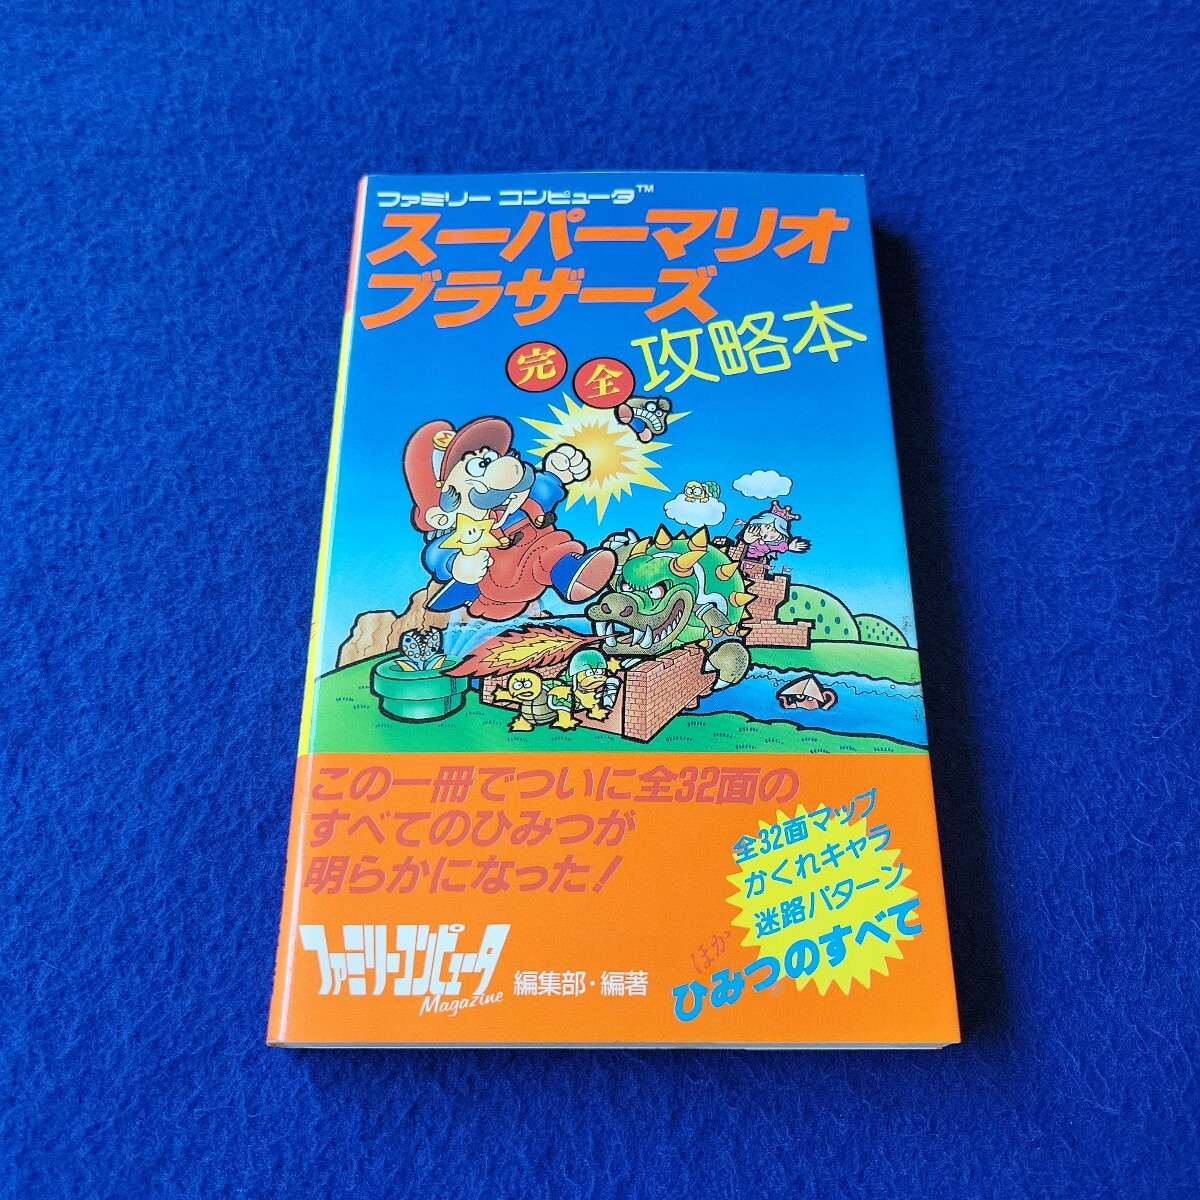 ファミリー コンピュータ™
スーパーマリオ
ブラザーズ
完全攻略本
M
この一冊でついに全32面の
すべてのひみつが
明らかになった！
全32面マップ
かくれキャラ
迷路パターン
ほか
ひみつのすべて
ファミリーコンピュータ
Magazine
編集部・編著